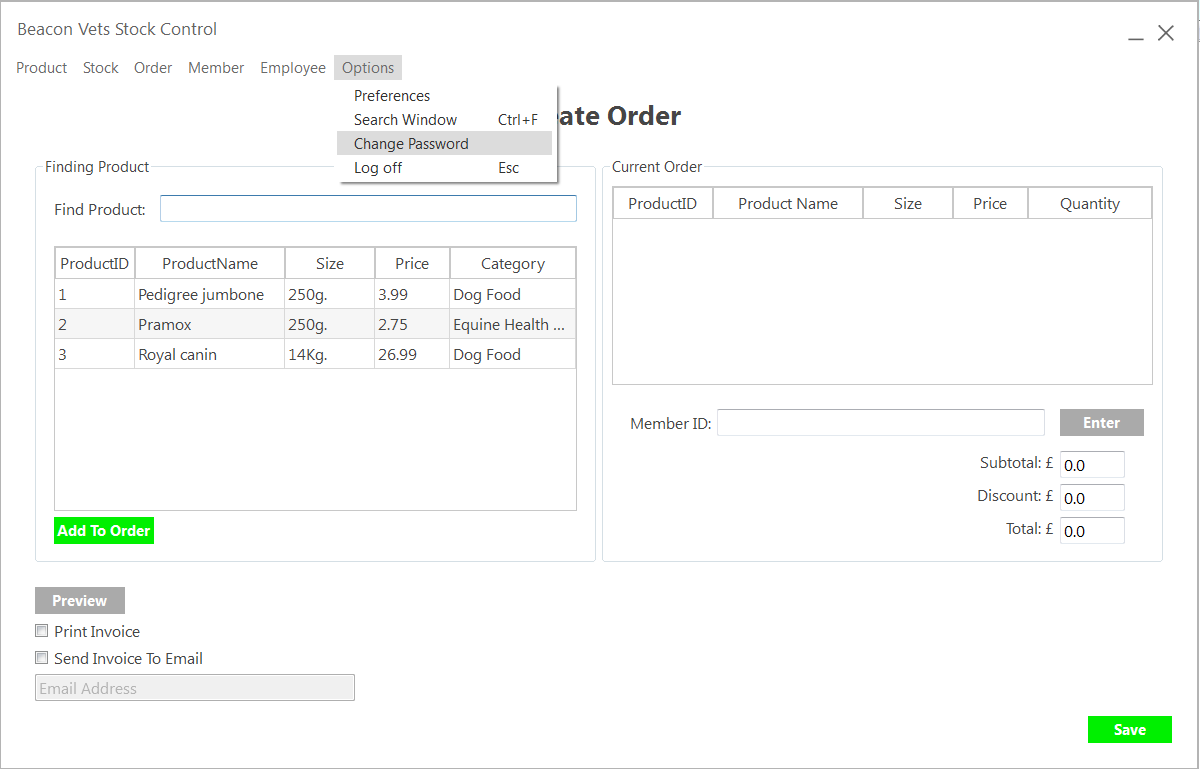 Beacon Vets Stock Control
Product Stock Order Member Employee Options
Preferences
Search Window Ctrl+F
Change Password
Log off Esc
ate Order
Finding Product
Find Product:
ProductID ProductName Size Price Category
1 Pedigree jumbone 250g. 3.99 Dog Food
2 Pramox 250g. 2.75 Equine Health ...
3 Royal canin 14Kg. 26.99 Dog Food
Add To Order
Current Order
ProductID Product Name Size Price Quantity
Member ID: Enter
Subtotal: £ 0.0
Discount: £ 0.0
Total: £ 0.0
Preview
Print Invoice
Send Invoice To Email
Email Address
Save